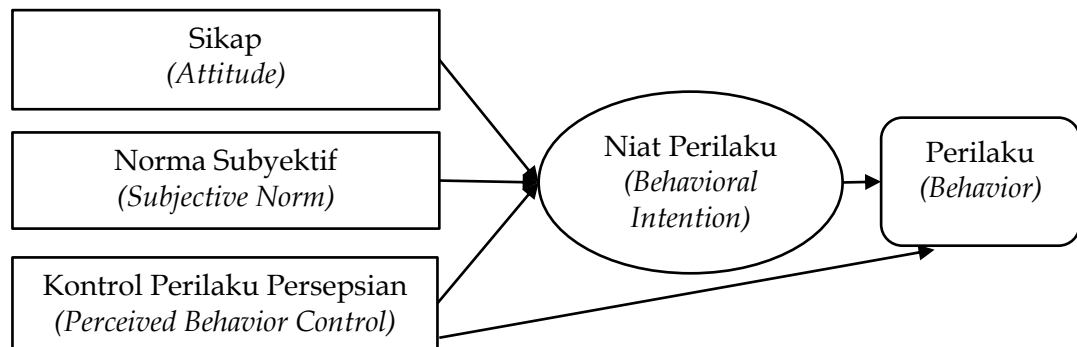 Sikap
(Attitude)
Norma Subyektif
(Subjective Norm)
Kontrol Perilaku Persepsian
(Perceived Behavior Control)
Niat Perilaku
(Behavioral
Intention)
Perilaku
(Behavior)